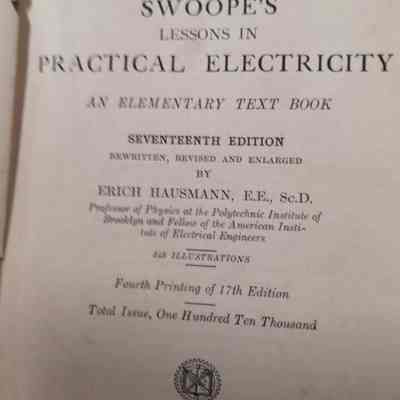 SWOOPE'S
LESSONS IN
PRACTICAL ELECTRICITY
AN ELEMENTARY TEXT BOOK
SEVENTEENTH EDITION
REWRITTEN, REVISED AND ENLARGED
BY
ERICH HAUSMANN, E.E., Sc.D.
Professor of Physics at the Polytechnic Institute of
Brooklyn and Fellow of the American Insti-
tute of Electrical Engineers
ILLUSTRATIONS
Fourth Printing of 17th Edition
Total Issue, One Hundred Ten Thousand